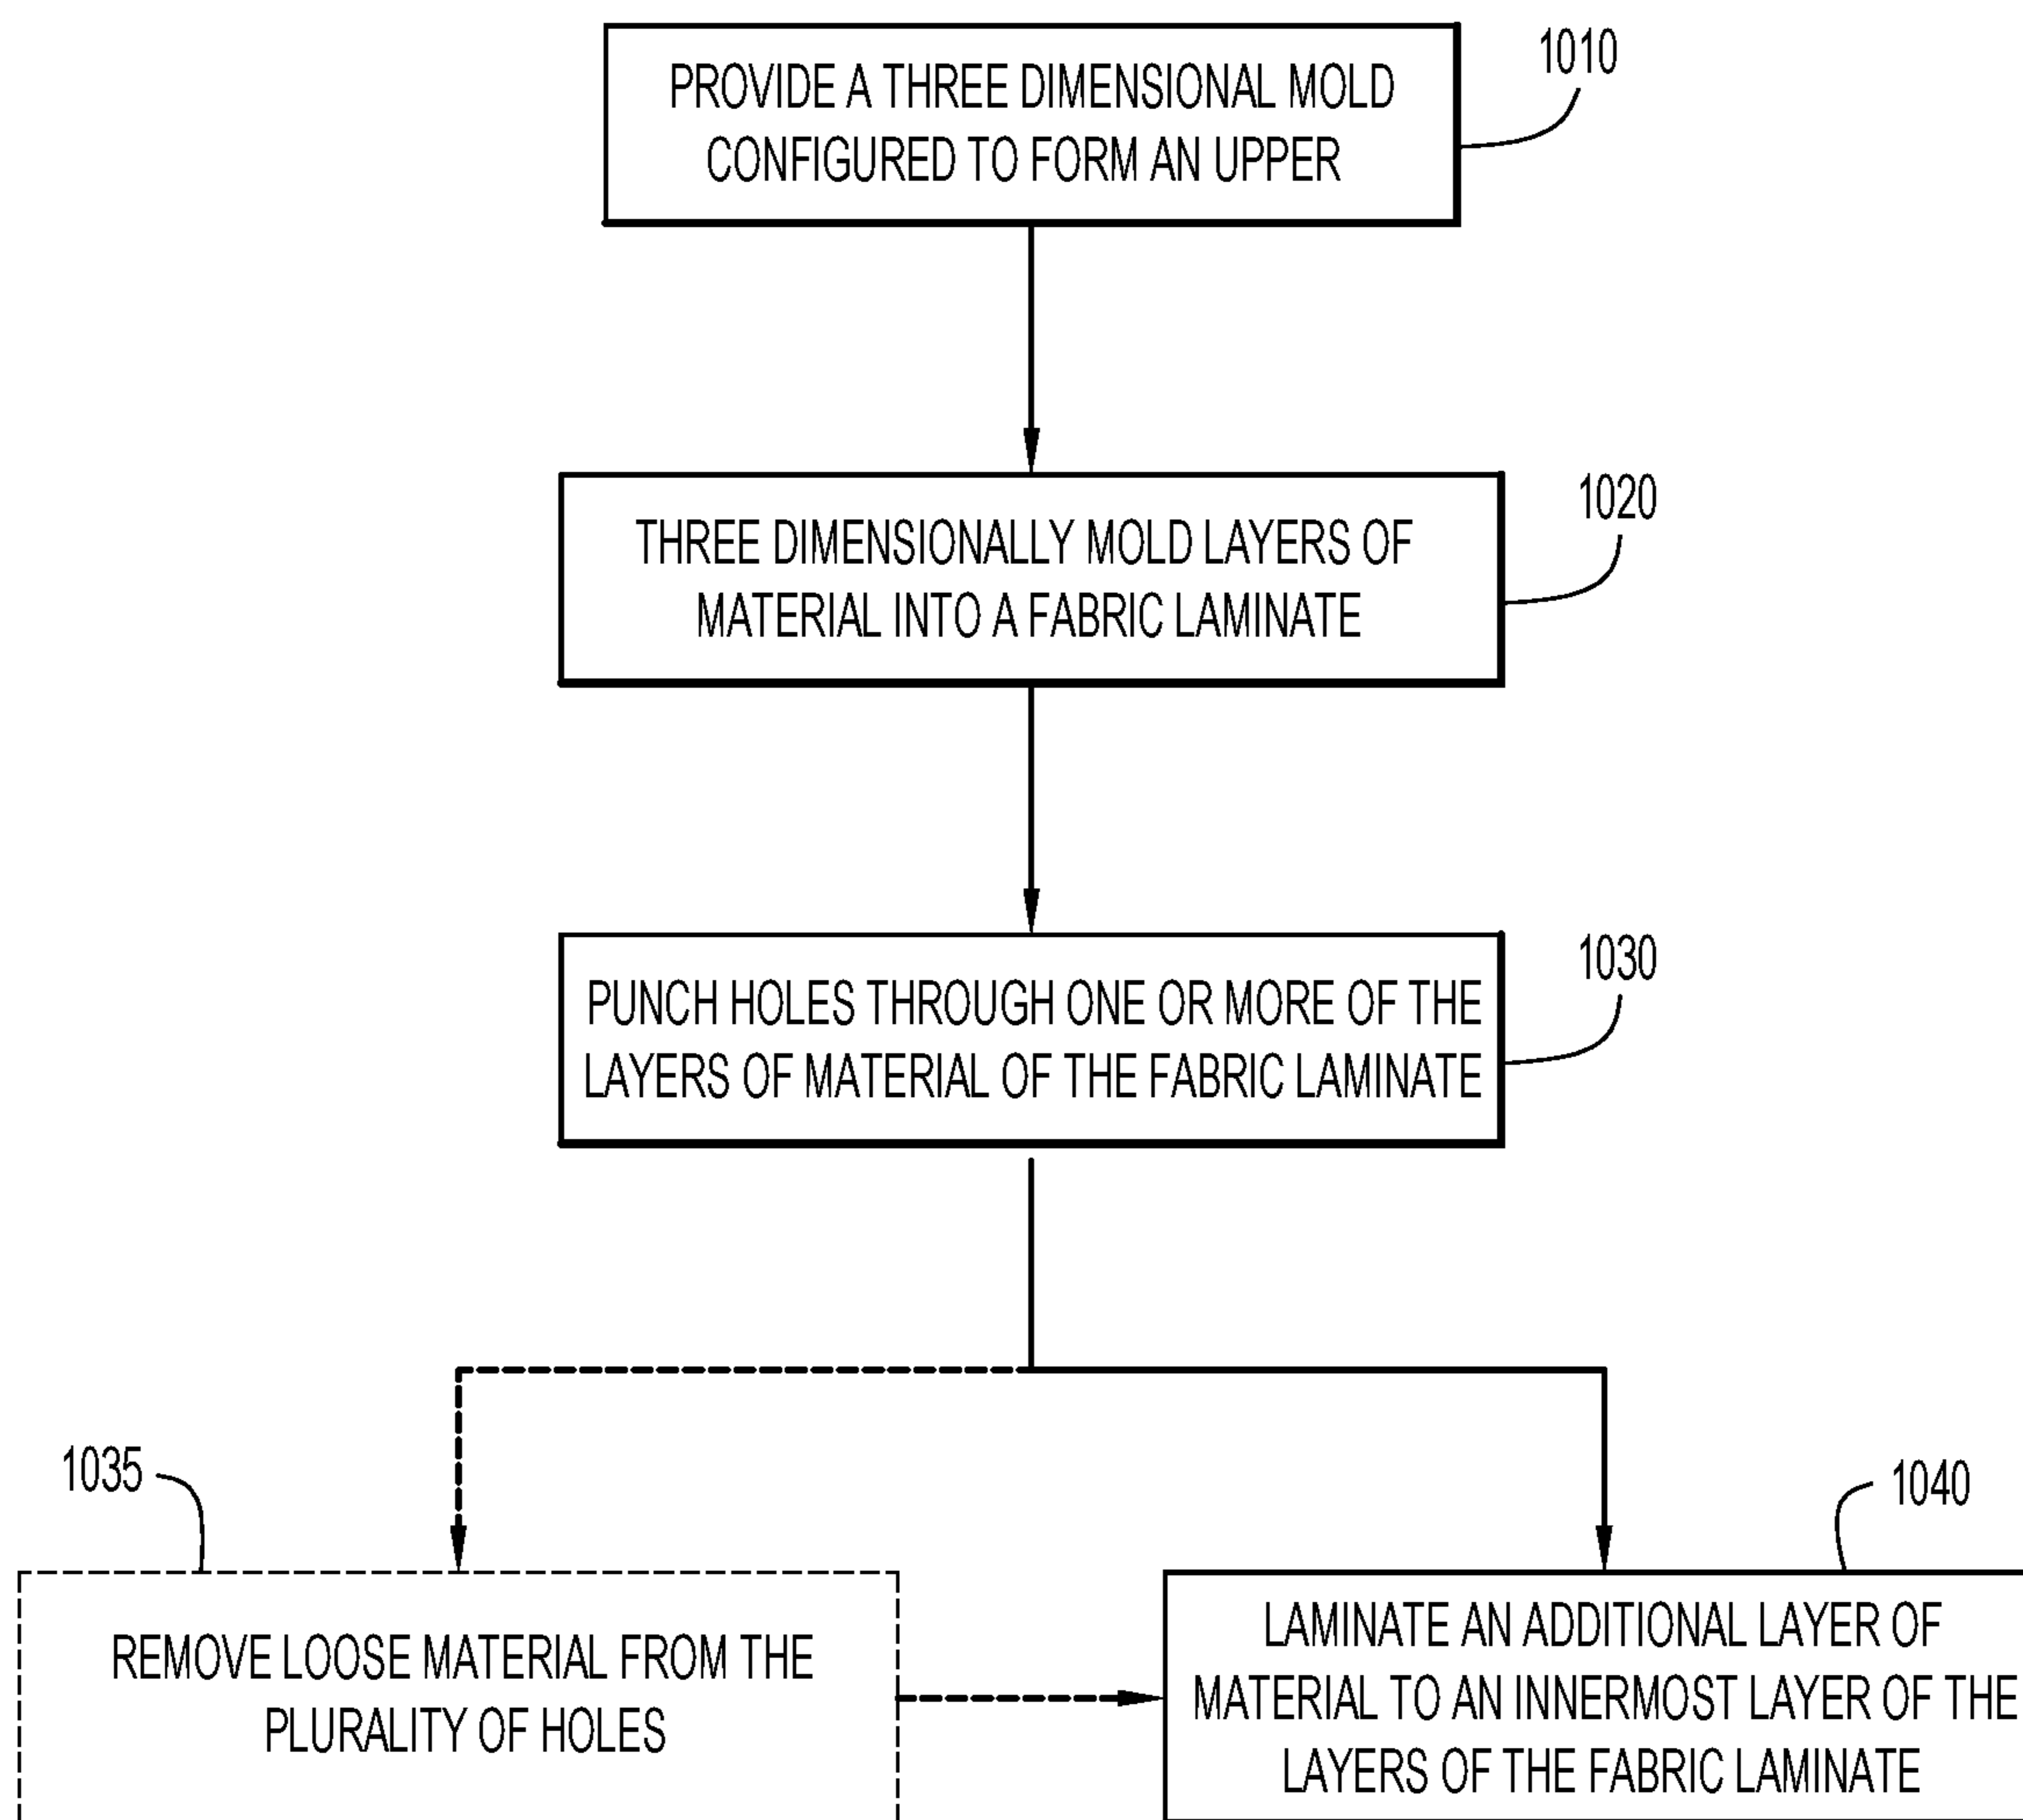 PROVIDE A THREE DIMENSIONAL MOLD
CONFIGURED TO FORM AN UPPER
1010
THREE DIMENSIONALLY MOLD LAYERS OF
MATERIAL INTO A FABRIC LAMINATE
1020
PUNCH HOLES THROUGH ONE OR MORE OF THE
LAYERS OF MATERIAL OF THE FABRIC LAMINATE
1030
1035
REMOVE LOOSE MATERIAL FROM THE
PLURALITY OF HOLES
1040
LAMINATE AN ADDITIONAL LAYER OF
MATERIAL TO AN INNERMOST LAYER OF THE
LAYERS OF THE FABRIC LAMINATE